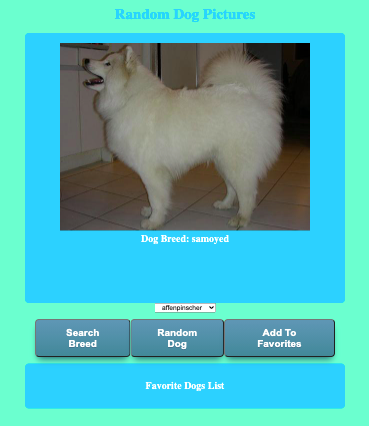 Random Dog Pictures
Dog Breed: samoyed
affenpinscher
Search
Breed
Random
Dog
Add To
Favorites
Favorite Dogs List